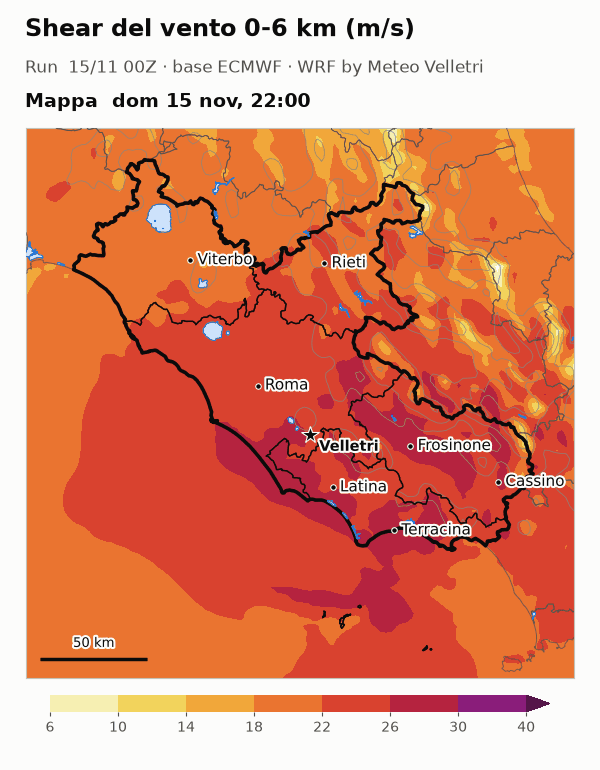 Shear del vento 0-6 km (m/s)
Run 15/11 00Z · base ECMWF · WRF by Meteo Velletri
Mappa dom 15 nov, 22:00
Viterbo
Rieti
Roma
Velletri
Frosinone
Cassino
Latina
Terracina
50 km
6 10 14 18 22 26 30 40